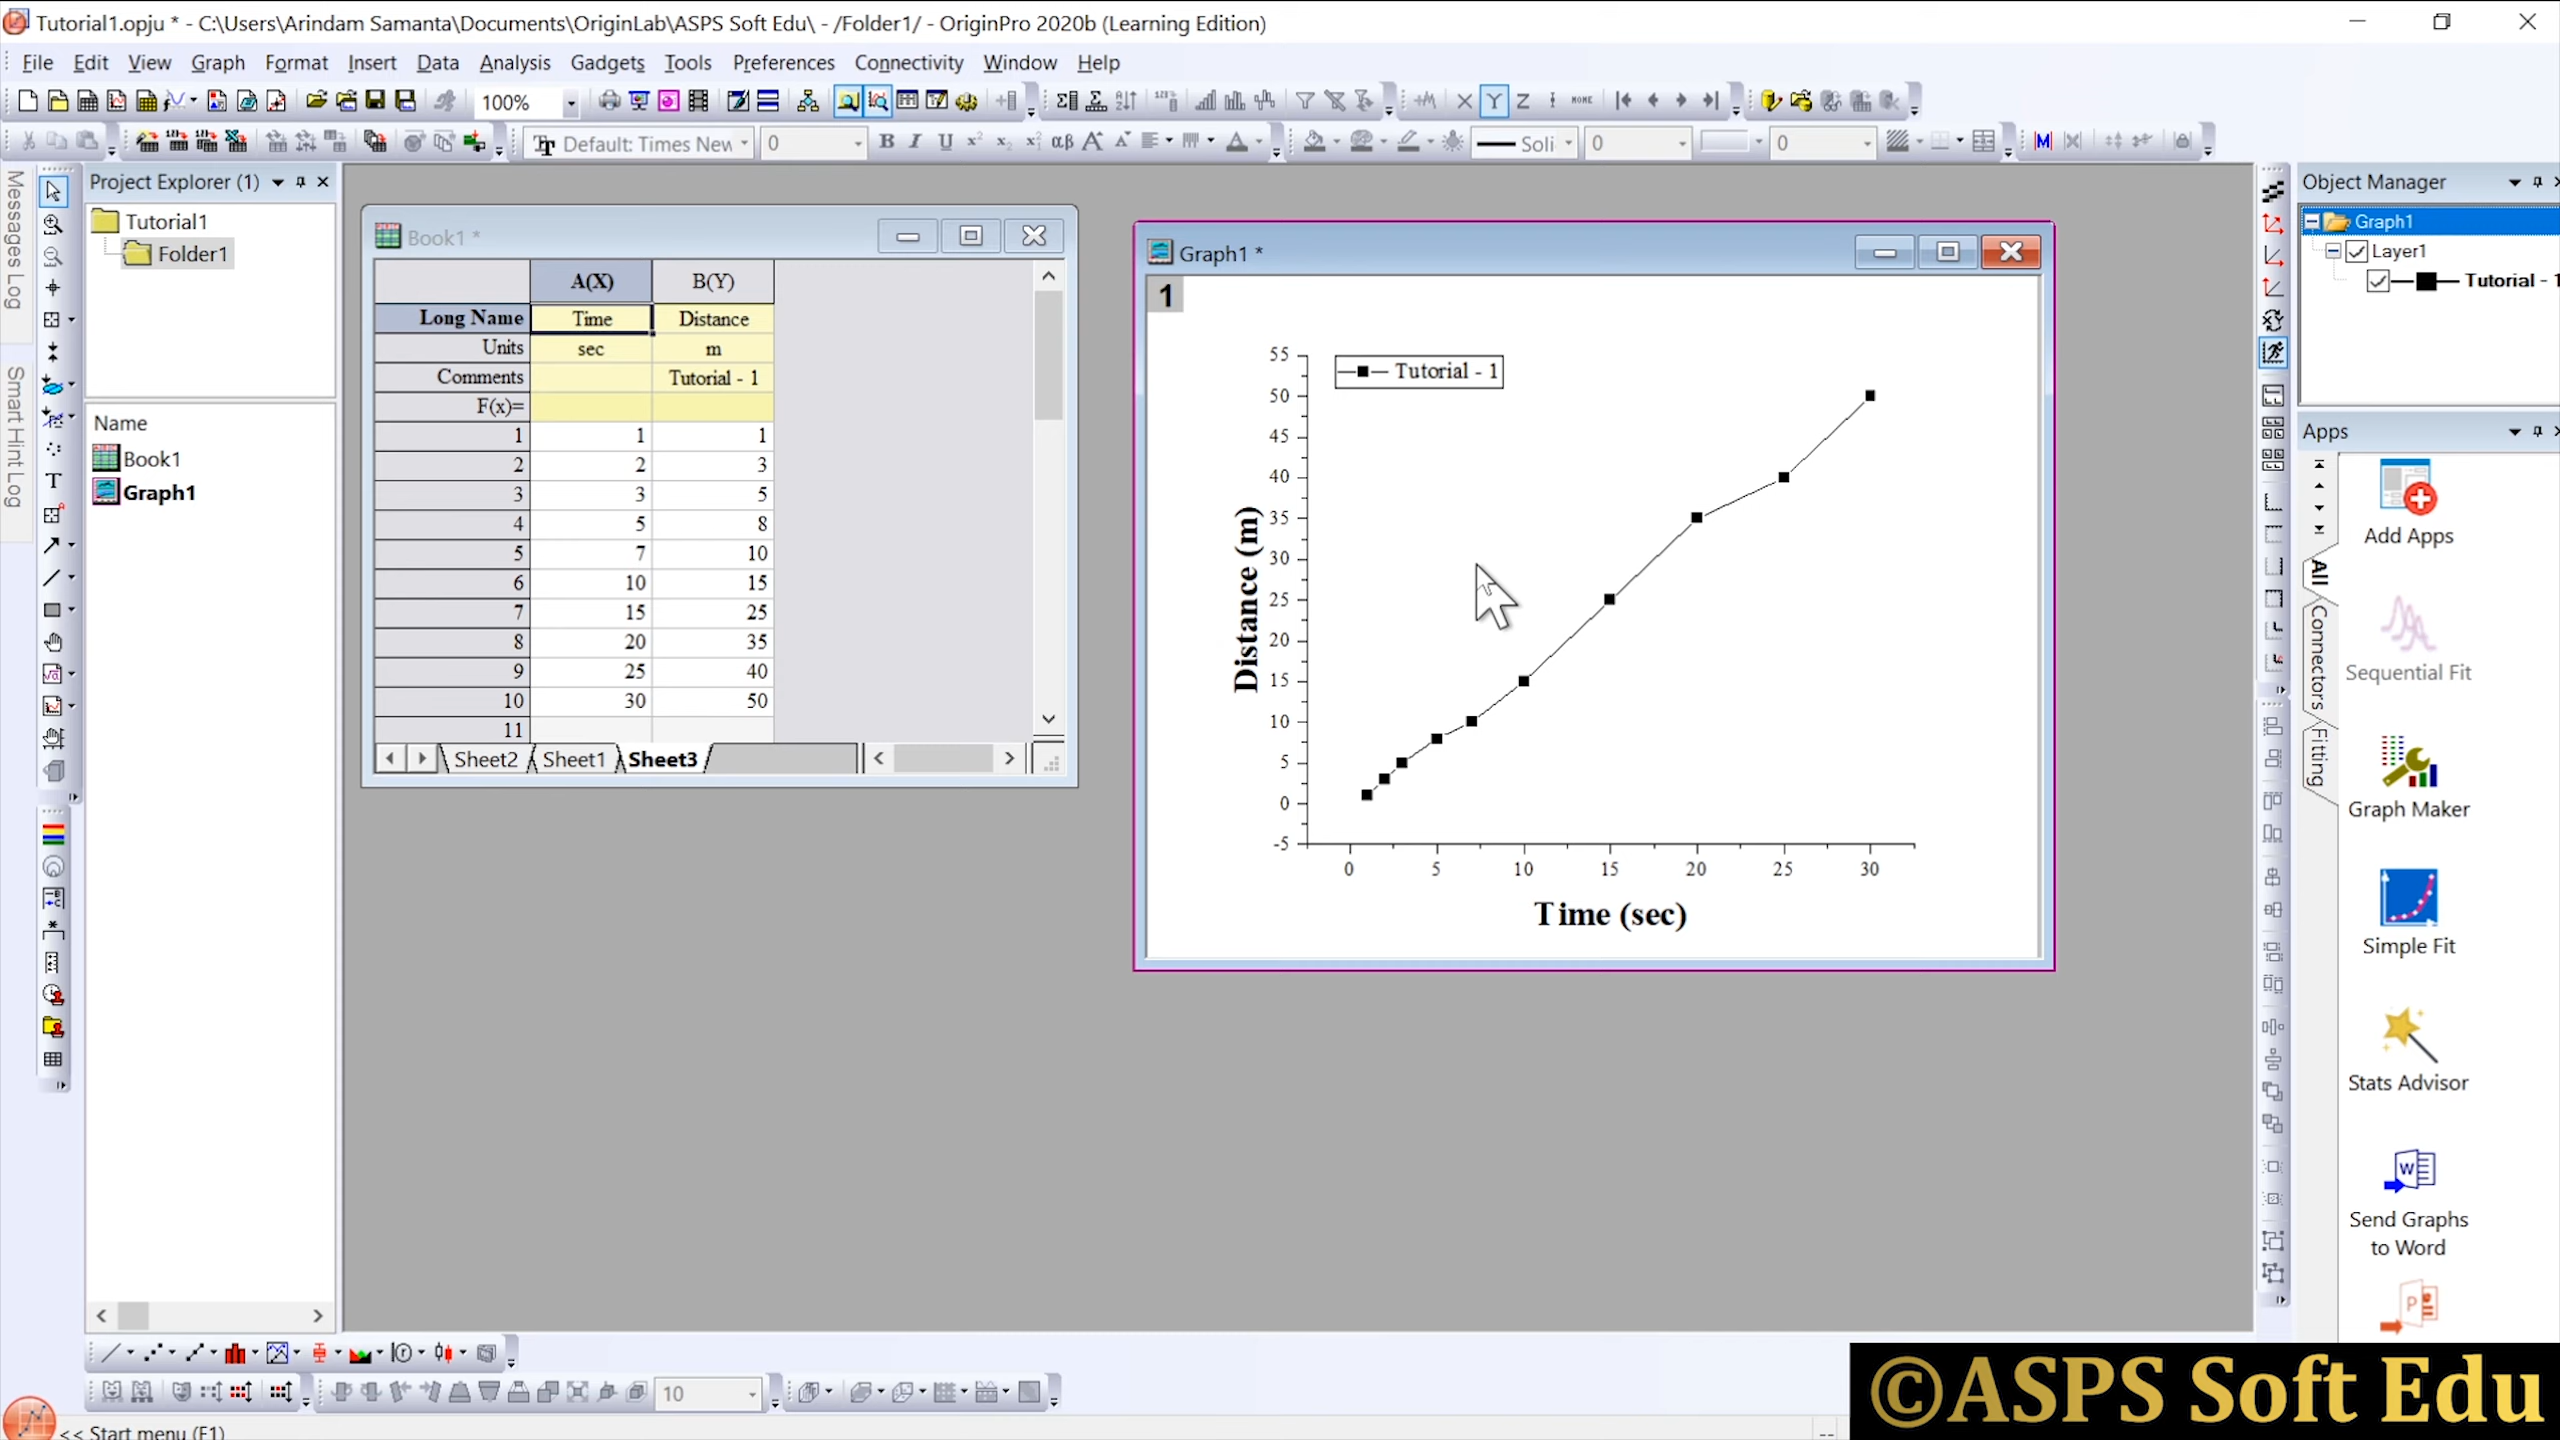 Tutorial1.opju * - C:\Users\Arindam Samanta\Documents\OriginLab\ASPS Soft Edu\ - /Folder1/ - OriginPro 2020b (Learning Edition)
File Edit View Graph Format Insert Data Analysis Gadgets Tools Preferences Connectivity Window Help
100%
Default: Times New 0 Soli 0 0
Messages Log
Smart Hint Log
Project Explorer (1)
Tutorial1
Folder1
Name
Book1
Graph1
Book1 *
A(X) B(Y)
Long Name Time Distance
Units sec m
Comments Tutorial - 1
F(x)=
1 1 1
2 2 3
3 3 5
4 5 8
5 7 10
6 10 15
7 15 25
8 20 35
9 25 40
10 30 50
11
Sheet2 Sheet1 Sheet3
Graph1 *
1
Tutorial - 1
55
50
45
40
35
30
25
20
15
10
5
0
-5
Distance (m)
0 5 10 15 20 25 30
Time (sec)
Object Manager
Graph1
Layer1
Tutorial - 1
Apps
All
Connectors
Fitting
Add Apps
Sequential Fit
Graph Maker
Simple Fit
Stats Advisor
Send Graphs
to Word
10
<< Start menu (F1)
©ASPS Soft Edu